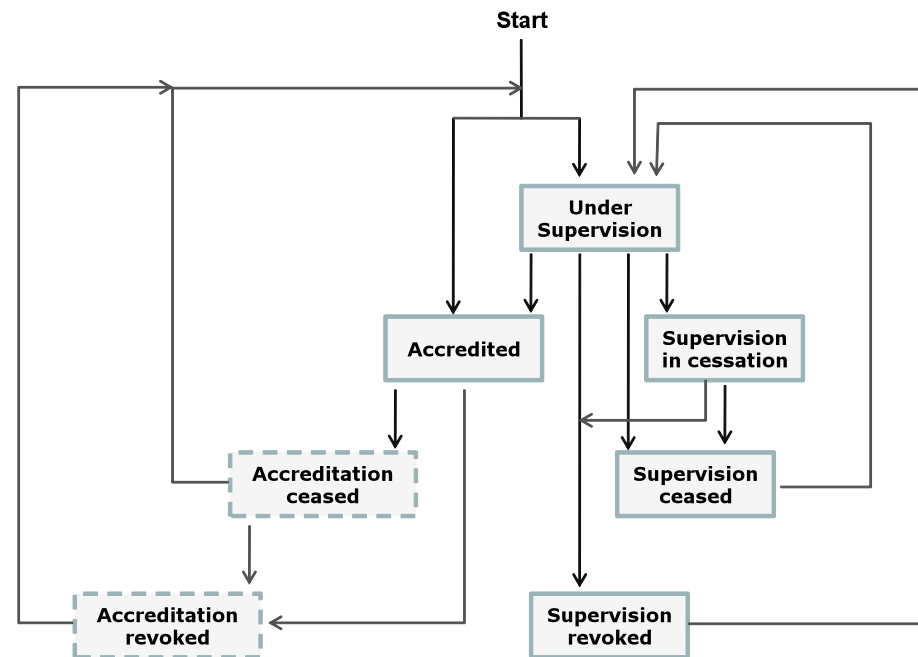 Start
Under
Supervision
Accredited
Supervision
in cessation
Accreditation
ceased
Supervision
ceased
Accreditation
revoked
Supervision
revoked